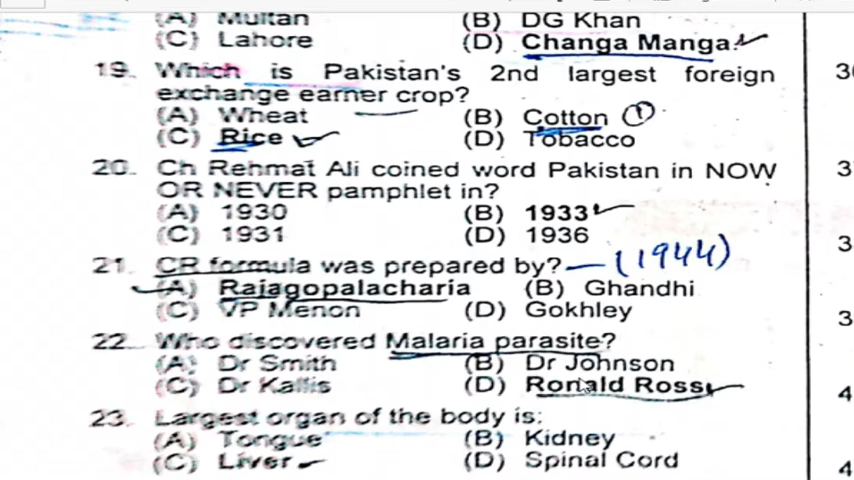 (A) Multan (B) DG Khan
(C) Lahore (D) Changa Manga.
19. Which is Pakistan's 2nd largest foreign
exchange earner crop?
(A) Wheat (B) Cotton (1)
(C) Rice (D) Tobacco
20. Ch Rehmat Ali coined word Pakistan in NOW
OR NEVER pamphlet in?
(A) 1930 (B) 1933
(C) 1931 (D) 1936
21. CR formula was prepared by? — (1944)
(A) Rajagopalacharia (B) Ghandhi
(C) VP Menon (D) Gokhley
22. Who discovered Malaria parasite?
(A) Dr Smith (B) Dr Johnson
(C) Dr Kallis (D) Ronald Ross
23. Largest organ of the body is:
(A) Tongue (B) Kidney
(C) Liver (D) Spinal Cord